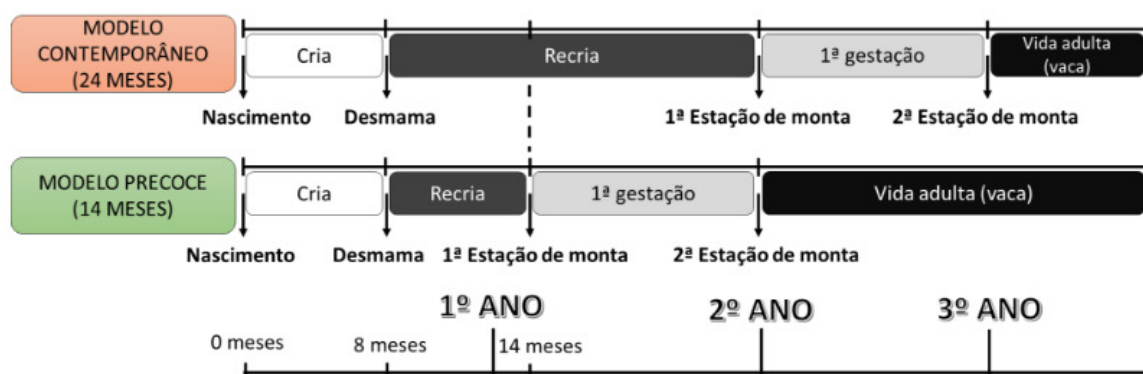 MODELO
CONTEMPORÂNEO
(24 MESES)
Cria
Recria
1ª gestação
Vida adulta
(vaca)
Nascimento
Desmama
1ª Estação de monta
2ª Estação de monta
MODELO PRECOCE
(14 MESES)
Cria
Recria
1ª gestação
Vida adulta (vaca)
Nascimento
Desmama
1ª Estação de monta
2ª Estação de monta
1º ANO
2º ANO
3º ANO
0 meses
8 meses
14 meses